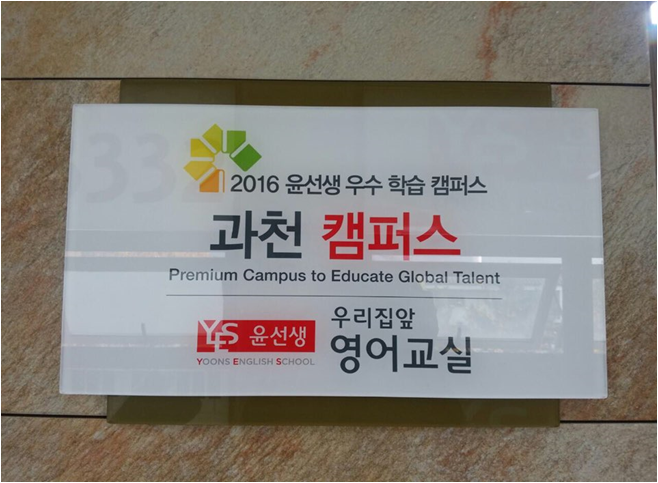 2016 윤선생 우수 학습 캠퍼스
과천 캠퍼스
Premium Campus to Educate Global Talent
YES 윤선생
YOONS ENGLISH SCHOOL
우리집앞
영어교실